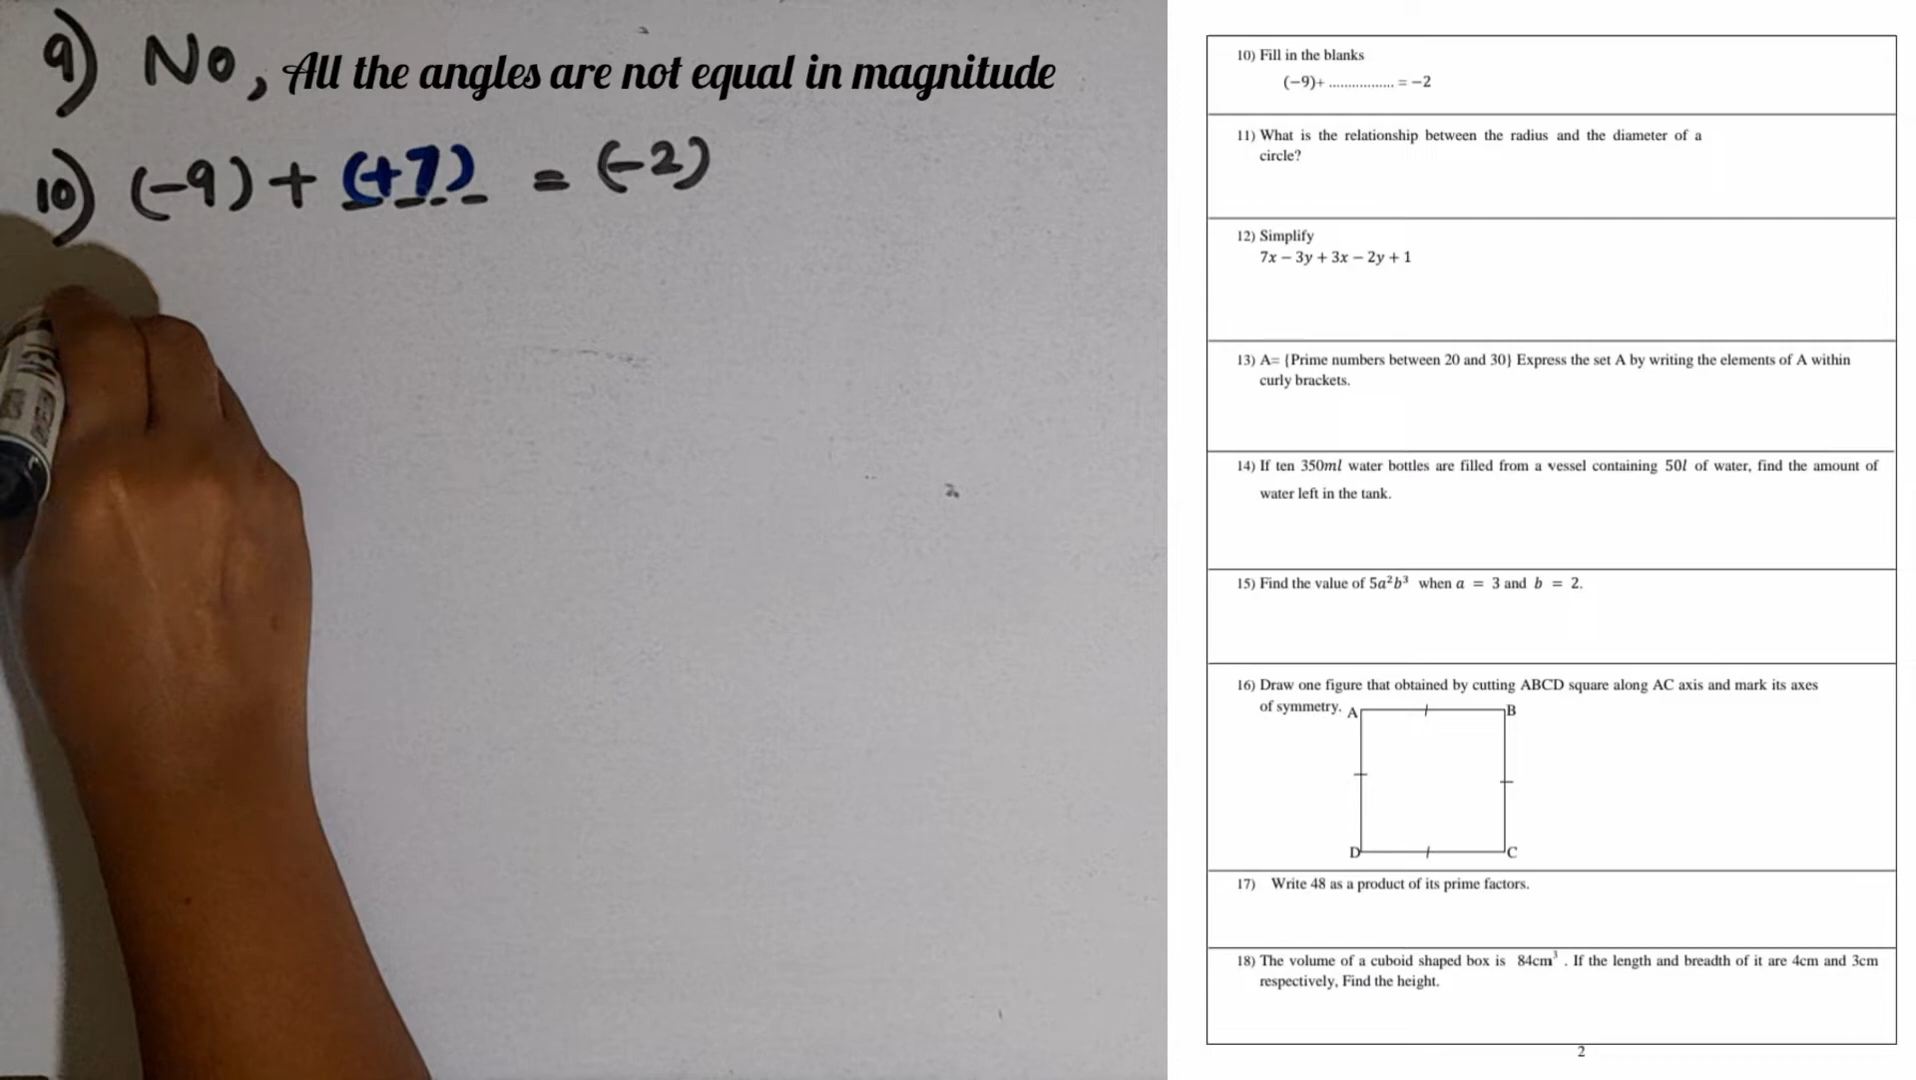 9) No, All the angles are not equal in magnitude
10) (-9) + (+7) = (-2)
10) Fill in the blanks
(−9)+ ................. = −2
11) What is the relationship between the radius and the diameter of a
circle?
12) Simplify
7x − 3y + 3x − 2y + 1
13) A= {Prime numbers between 20 and 30} Express the set A by writing the elements of A within
curly brackets.
14) If ten 350ml water bottles are filled from a vessel containing 50l of water, find the amount of
water left in the tank.
15) Find the value of 5a²b³ when a = 3 and b = 2.
16) Draw one figure that obtained by cutting ABCD square along AC axis and mark its axes
of symmetry.
A B
D C
17) Write 48 as a product of its prime factors.
18) The volume of a cuboid shaped box is 84cm³ . If the length and breadth of it are 4cm and 3cm
respectively, Find the height.
2